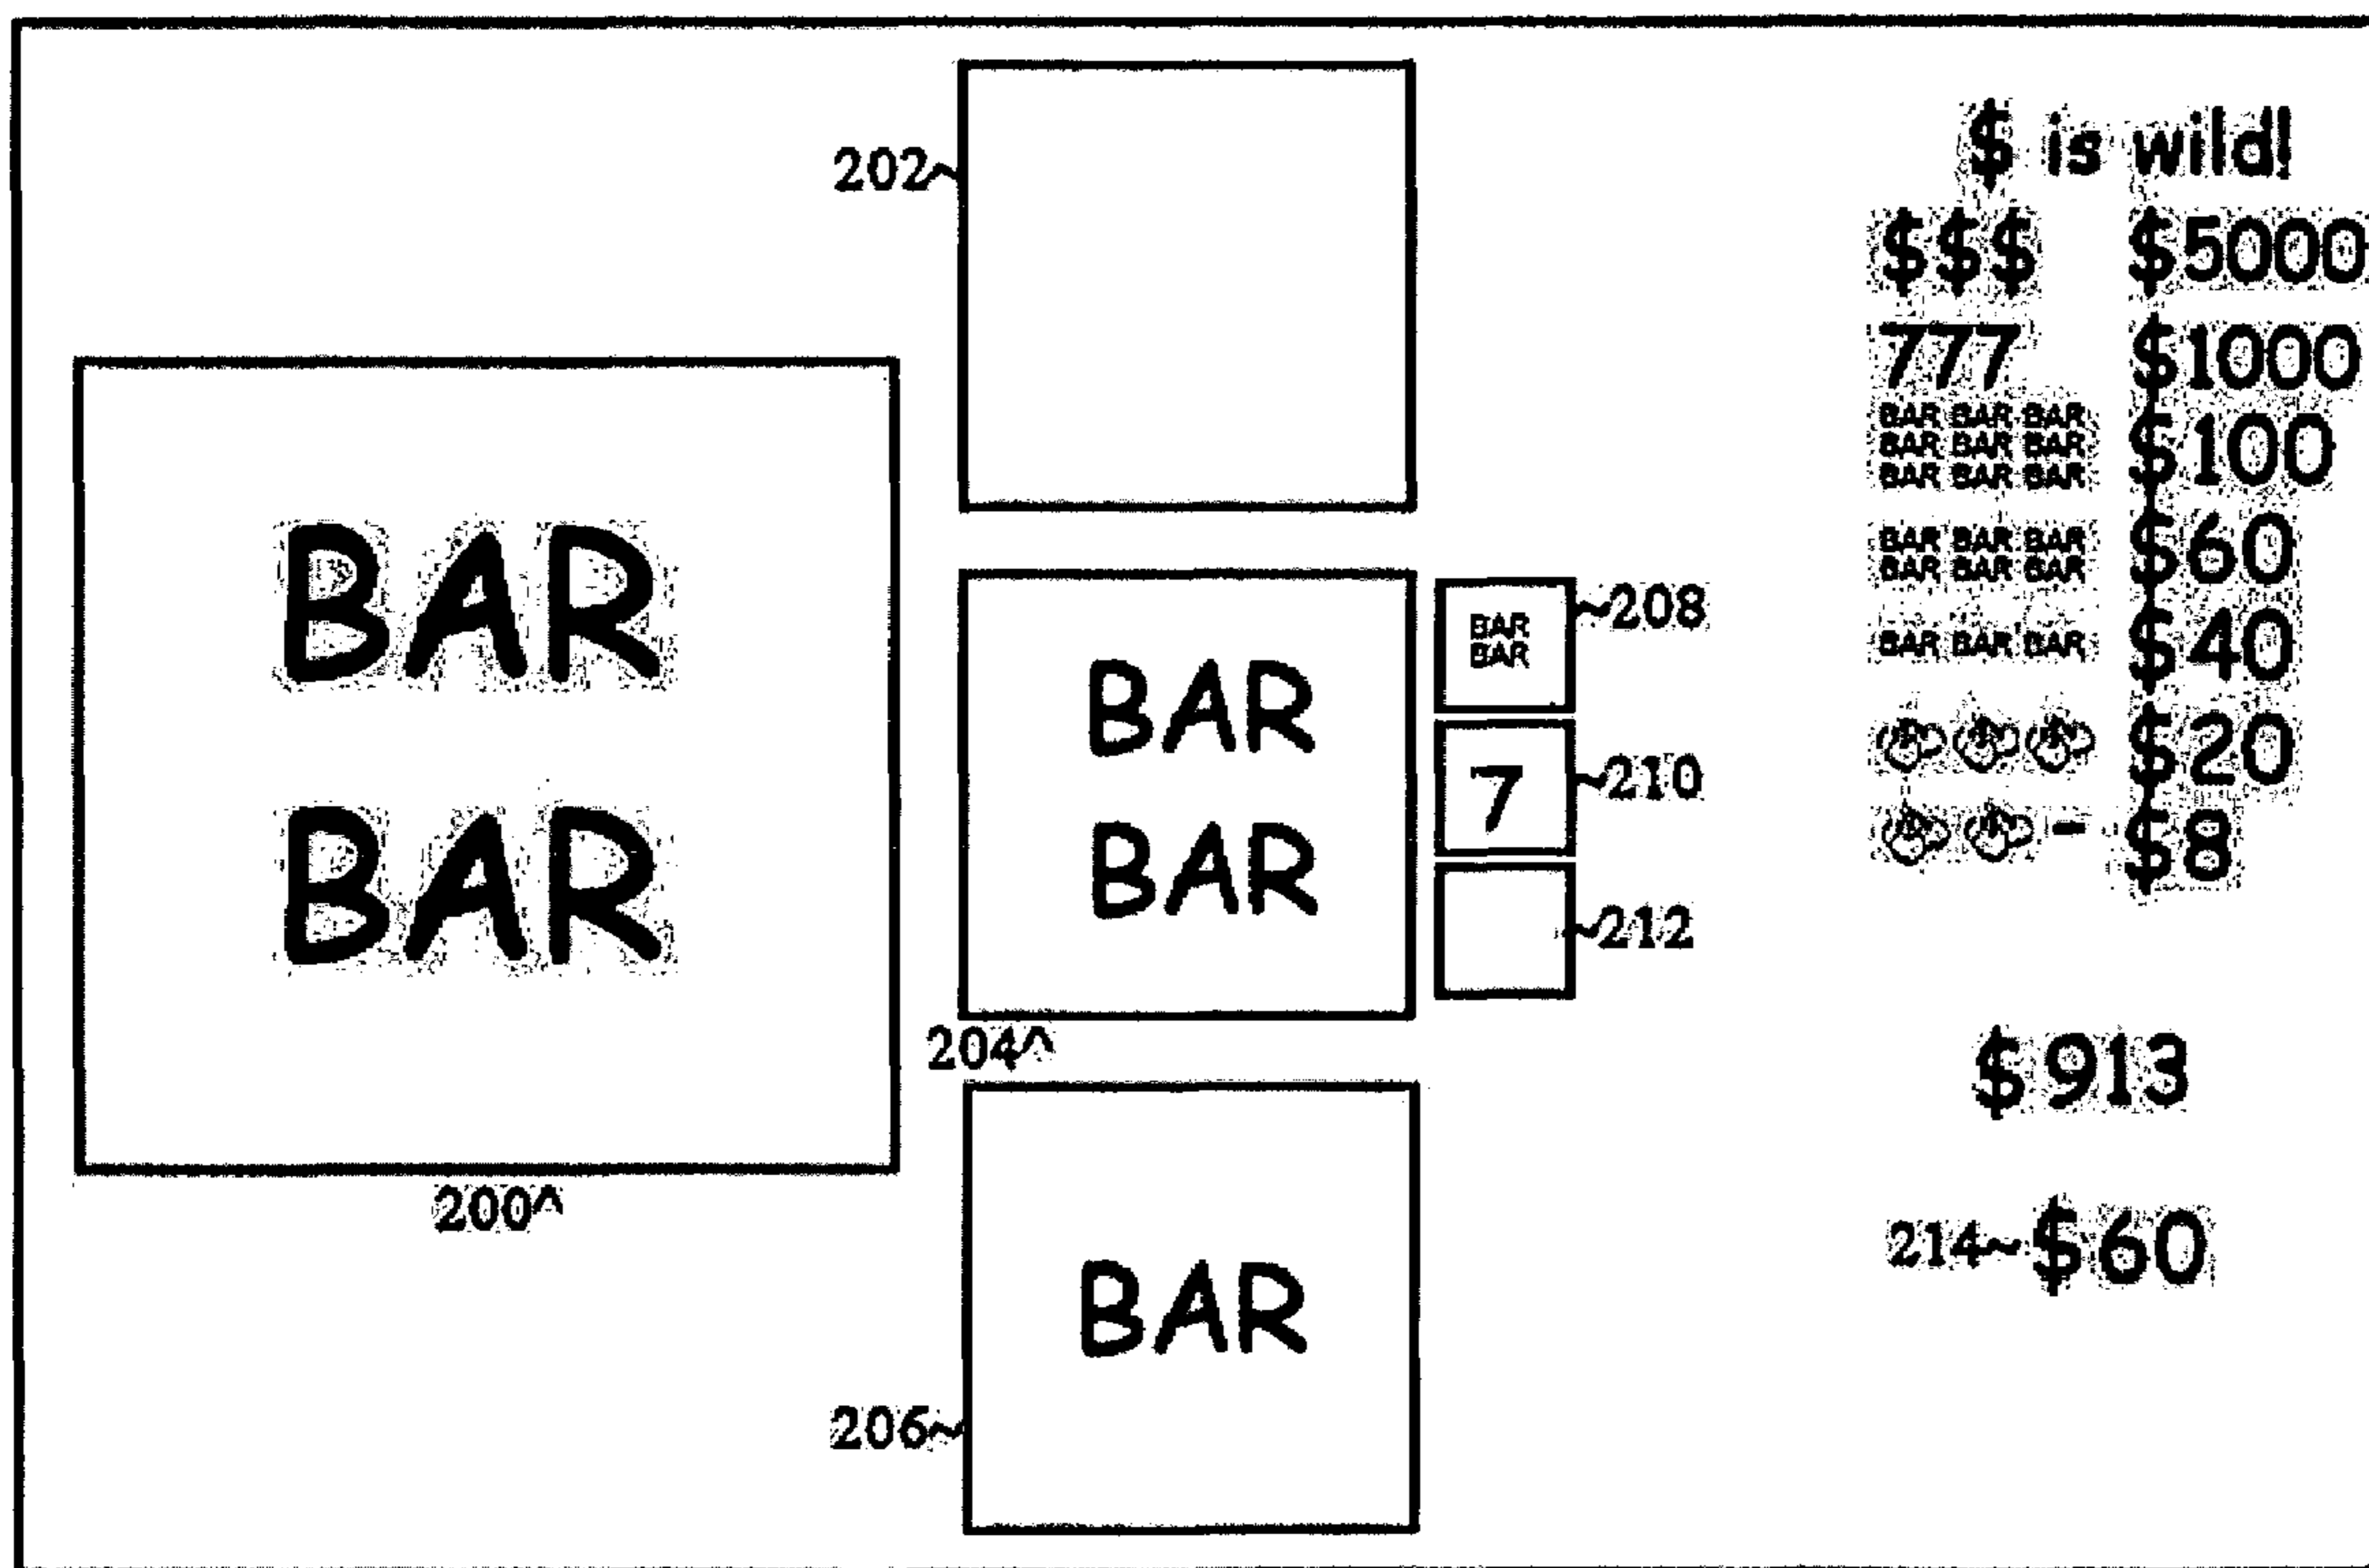 202~
BAR
BAR
200^
BAR
BAR
204^
206~
BAR
BAR
BAR
~208
7
~210
~212
$ is wild!
$$$ $5000
777 $1000
BAR BAR BAR
BAR BAR BAR $100
BAR BAR BAR
BAR BAR BAR $60
BAR BAR BAR
BAR BAR BAR $40
$20
- $8
$913
214~$60